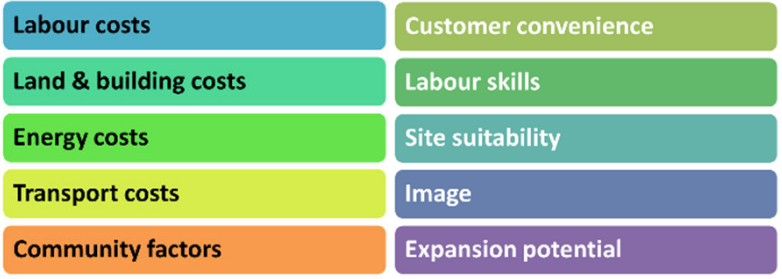 Labour costs
Land & building costs
Energy costs
Transport costs
Community factors
Customer convenience
Labour skills
Site suitability
Image
Expansion potential